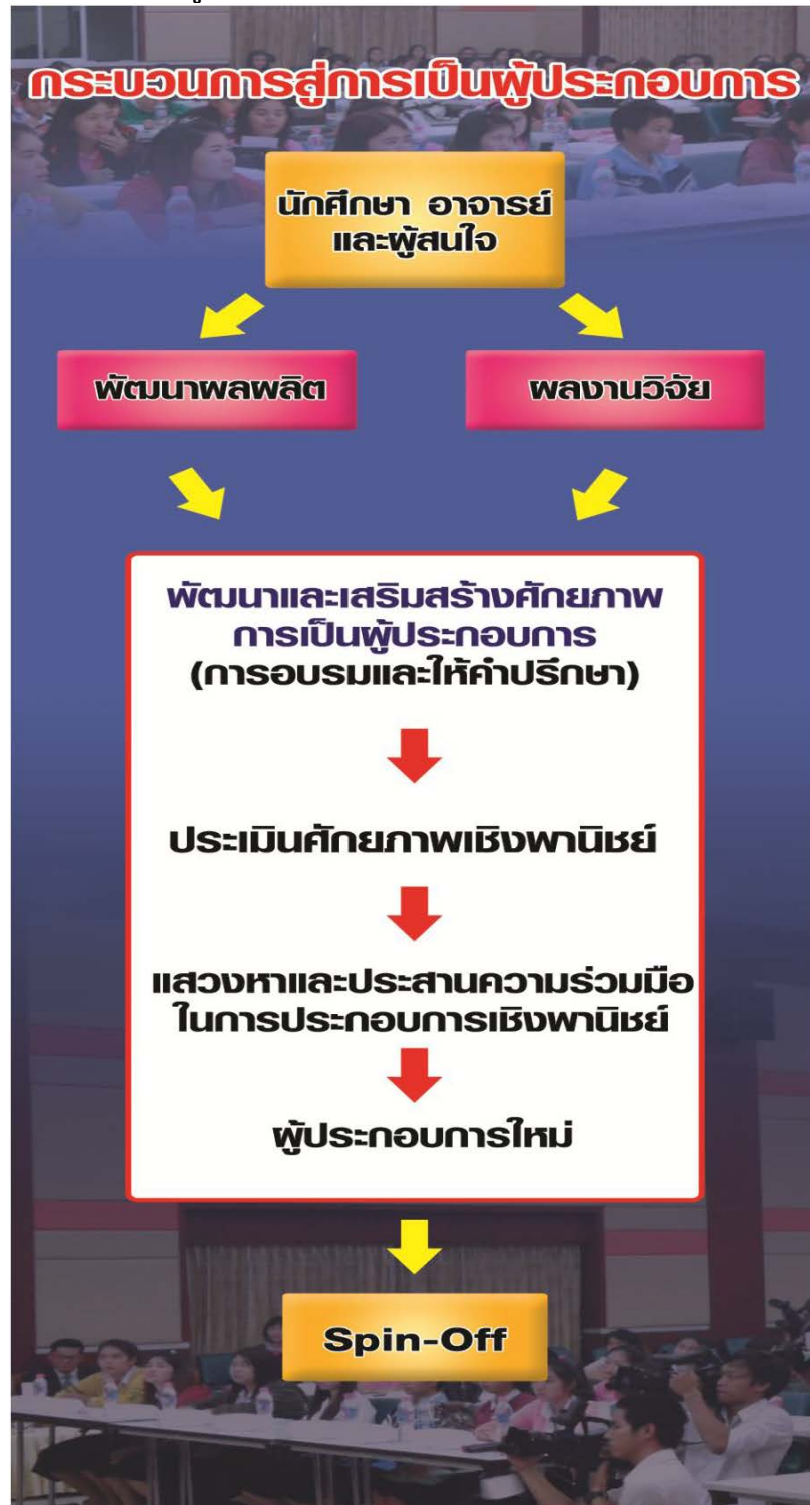 กระบวนการสู่การเป็นผู้ประกอบการ
นักศึกษา อาจารย์
และผู้สนใจ
พัฒนาผลผลิต
ผลงานวิจัย
พัฒนาและเสริมสร้างศักยภาพ
การเป็นผู้ประกอบการ
(การอบรมและให้คำปรึกษา)
ประเมินศักยภาพเชิงพานิชย์
แสวงหาและประสานความร่วมมือ
ในการประกอบการเชิงพานิชย์
ผู้ประกอบการใหม่
Spin-Off